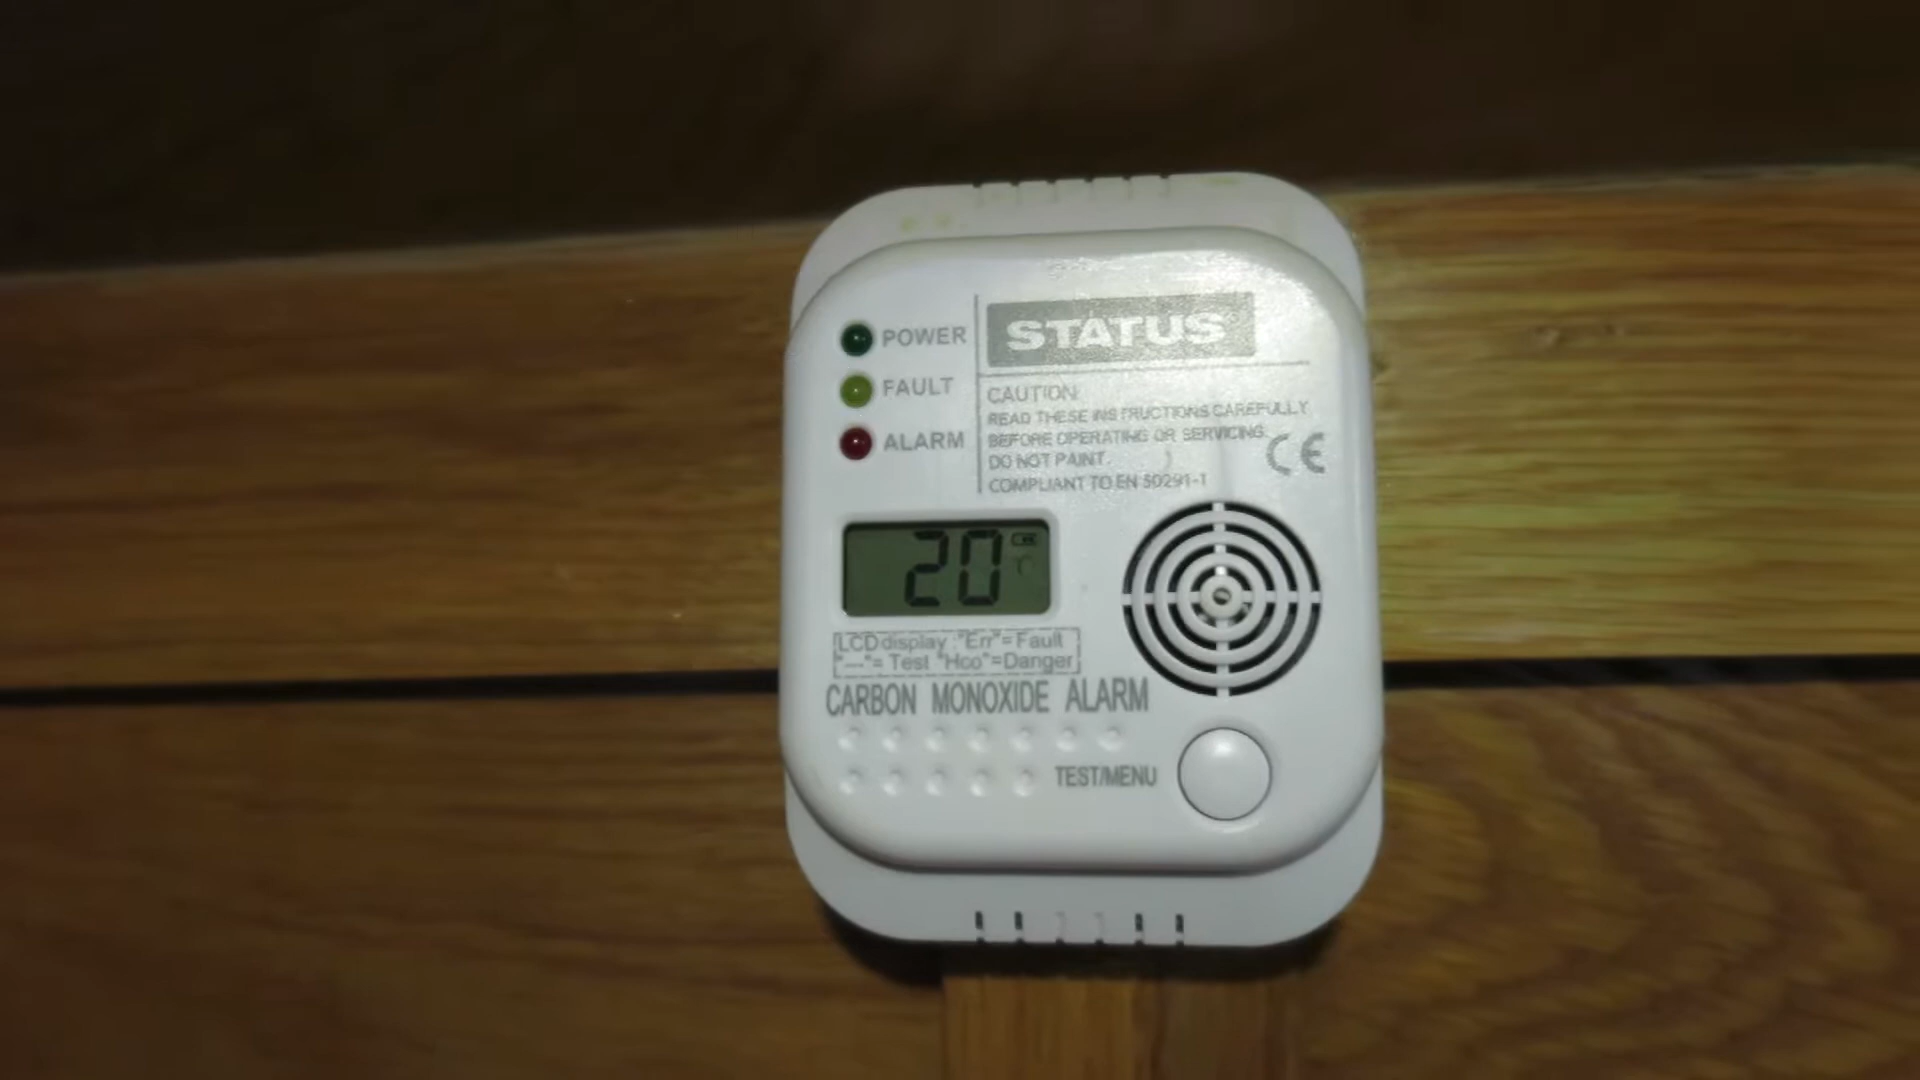 POWER
FAULT
ALARM
STATUS
CAUTION:
READ THESE INSTRUCTIONS CAREFULLY
BEFORE OPERATING OR SERVICING.
DO NOT PAINT.
COMPLIANT TO EN 50291-1
CE
20 °C
LCD display :"Err"=Fault
"---"= Test "Hco"=Danger
CARBON MONOXIDE ALARM
TEST/MENU